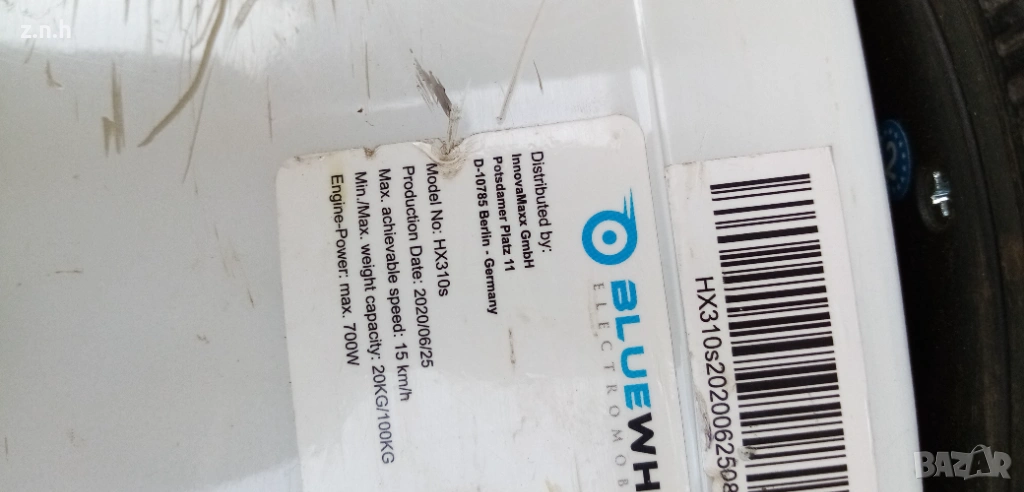 z.n.h
BLUEWH
ELECTROMOB
Distributed by:
InnovaMaxx GmbH
Potsdamer Platz 11
D-10785 Berlin - Germany
Model No: HX310s
Production Date: 2020/06/25
Max. achievable speed: 15 km/h
Min./Max. weight capacity: 20KG/100KG
Engine-Power: max. 700W
HX310s2020062508
BAZAR